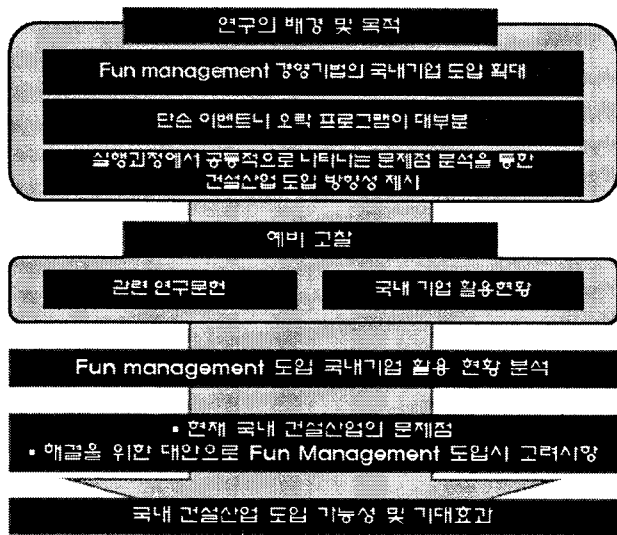 연구의 배경 및 목적
Fun management 경영기법의 국내기업 도입 확대
단순 이벤트니 오락 프로그램이 대부분
실행과정에서 공통적으로 나타나는 문제점 분석을 통한
건설산업 도입 방향성 제시
예비 고찰
관련 연구문헌
국내 기업 활용현황
Fun management 도입 국내기업 활용 현황 분석
▪ 현재 국내 건설산업의 문제점
▪ 해결을 위한 대안으로 Fun Management 도입시 고려사항
국내 건설산업 도입 가능성 및 기대효과